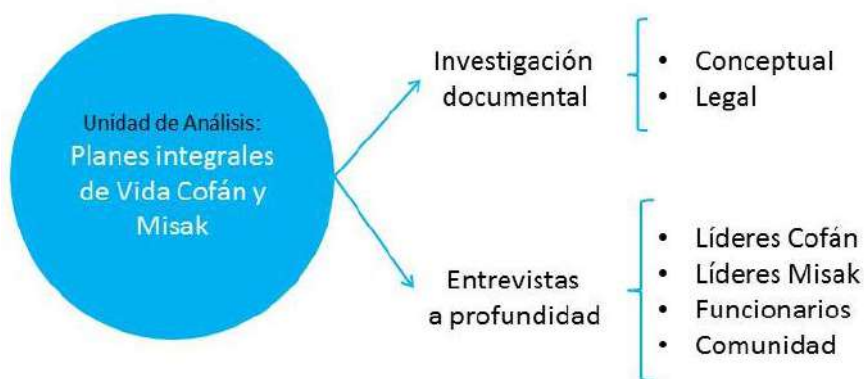 Unidad de Análisis:
Planes integrales
de Vida Cofán y
Misak
Investigación
documental
• Conceptual
• Legal
Entrevistas
a profundidad
• Líderes Cofán
• Líderes Misak
• Funcionarios
• Comunidad